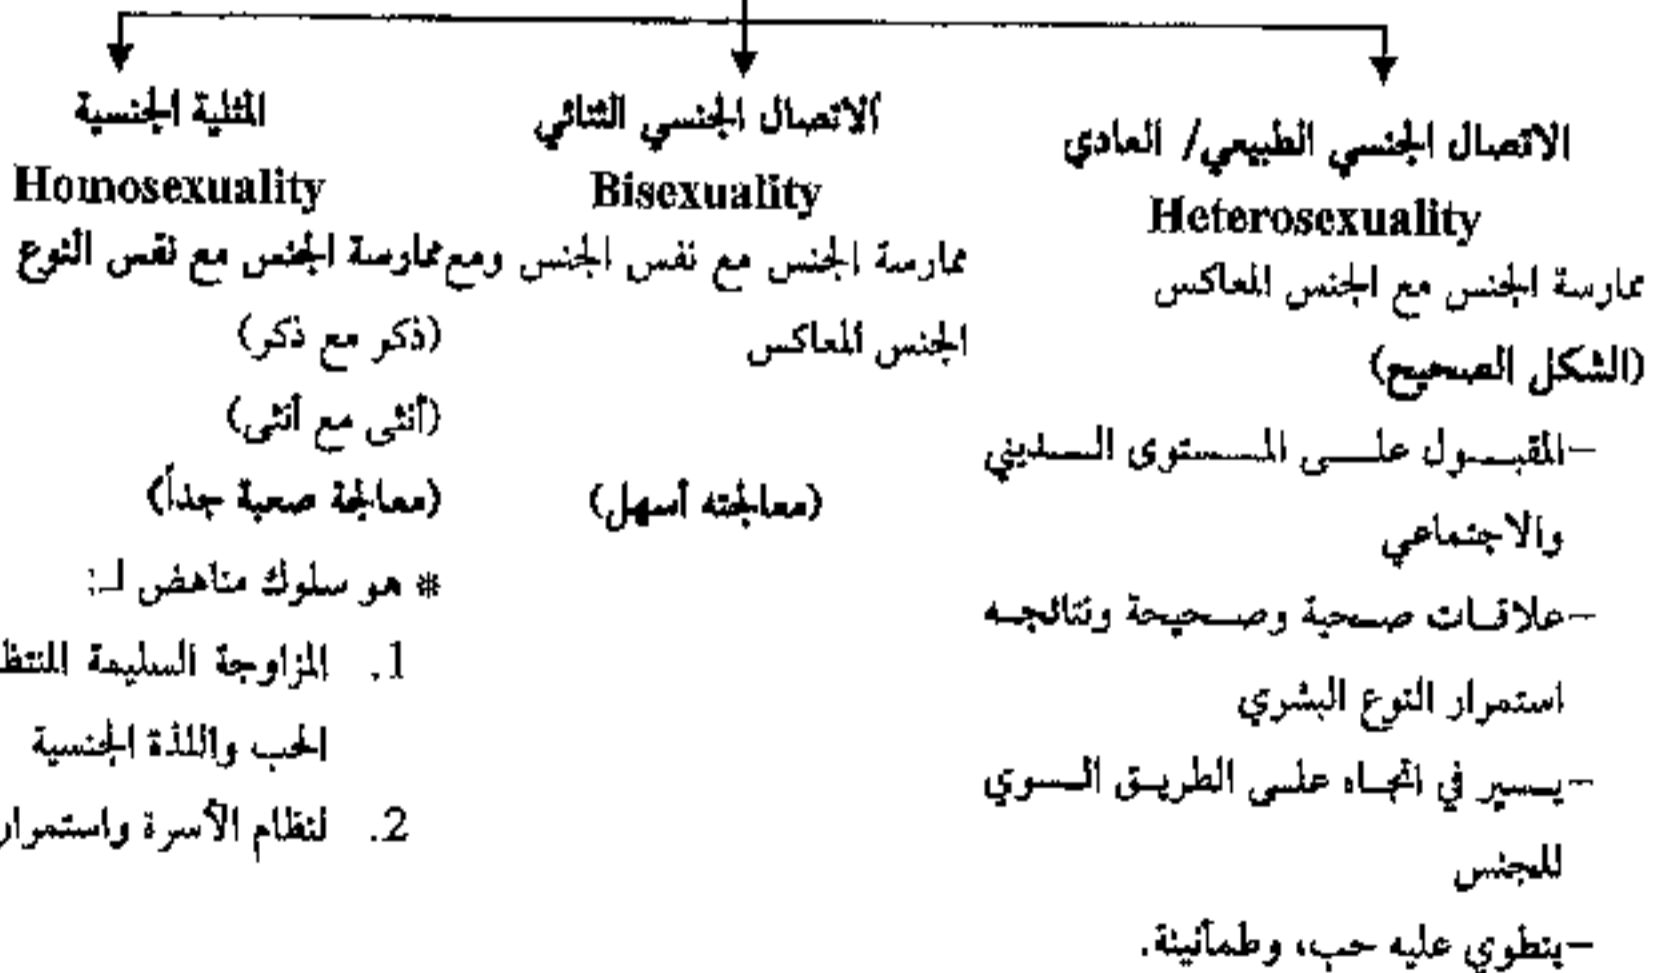 الاتصال الجنسي الطبيعي/ العادي
Heterosexuality
ممارسة الجنس مع الجنس المعاكس
(الشكل الصحيح)
-المقبول على المستوى الديني
والاجتماعي
-علاقات صحية وصحيحة ونتائجه
استمرار النوع البشري
-يسير في اتجاه على الطريق السوي
للجنس
-ينطوي عليه حب، وطمأنينة.
الاتصال الجنسي الثنائي
Bisexuality
ممارسة الجنس مع نفس الجنس ومع
الجنس المعاكس
(معالجته أسهل)
المثلية الجنسية
Homosexuality
ممارسة الجنس مع نفس النوع
(ذكر مع ذكر)
(أنثى مع أنثى)
(معالجة صعبة جداً)
* هو سلوك مناهض لـ:
1. المزاوجة السليمة
الحب واللذة الجنسية
2. لنظام الأسرة واستمرار